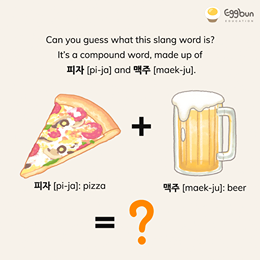 Eggbun
EDUCATION
Can you guess what this slang word is?
It's a compound word, made up of
피자 [pi-ja] and 맥주 [maek-ju].
+
피자 [pi-ja]: pizza
맥주 [maek-ju]: beer
= ?